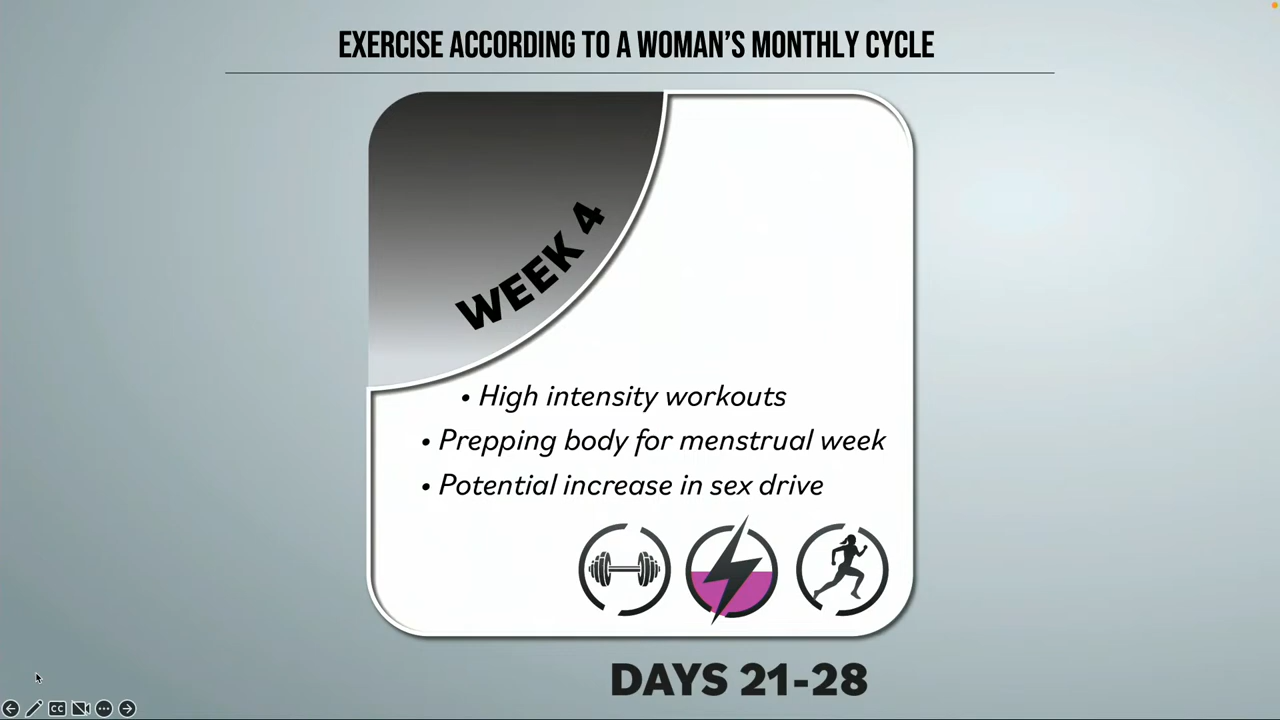 EXERCISE ACCORDING TO A WOMAN'S MONTHLY CYCLE
WEEK 4
• High intensity workouts
• Prepping body for menstrual week
• Potential increase in sex drive
DAYS 21-28
CC